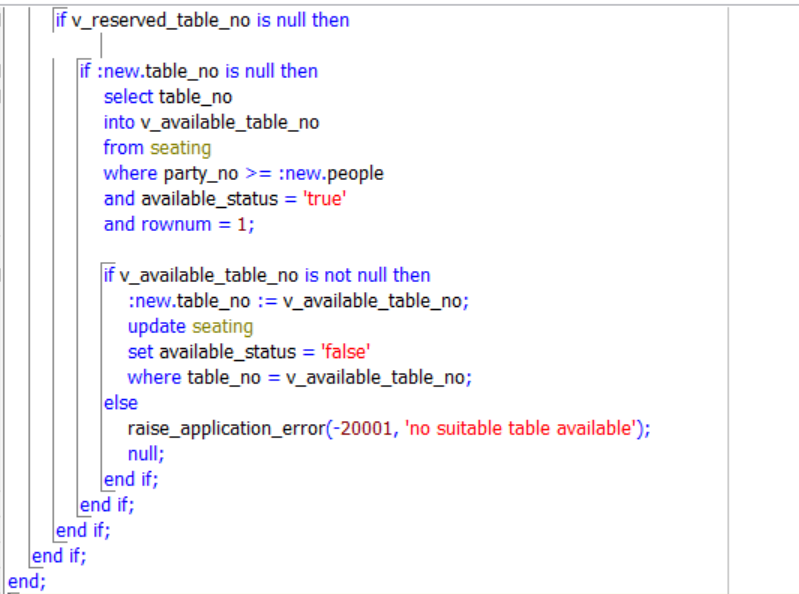 if v_reserved_table_no is null then
if :new.table_no is null then
select table_no
into v_available_table_no
from seating
where party_no >= :new.people
and available_status = 'true'
and rownum = 1;
if v_available_table_no is not null then
:new.table_no := v_available_table_no;
update seating
set available_status = 'false'
where table_no = v_available_table_no;
else
raise_application_error(-20001, 'no suitable table available');
null;
end if;
end if;
end if;
end if;
end;